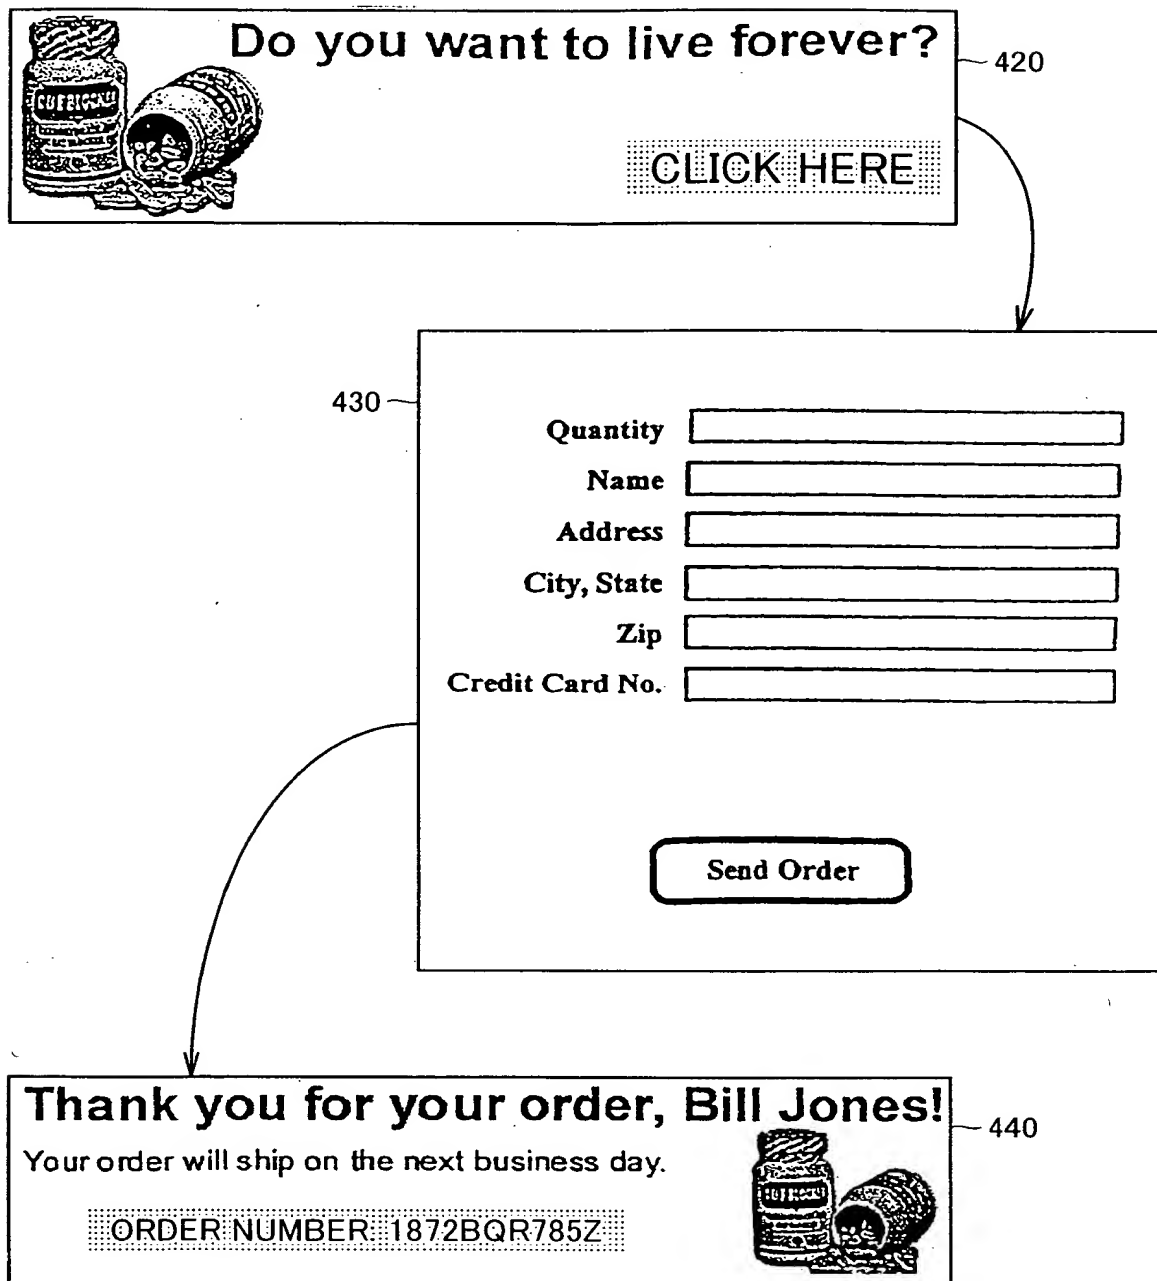 Do you want to live forever?
420
CLICK HERE
430
Quantity
Name
Address
City, State
Zip
Credit Card No.
Send Order
Thank you for your order, Bill Jones!
440
Your order will ship on the next business day.
ORDER NUMBER: 1872BQR785Z